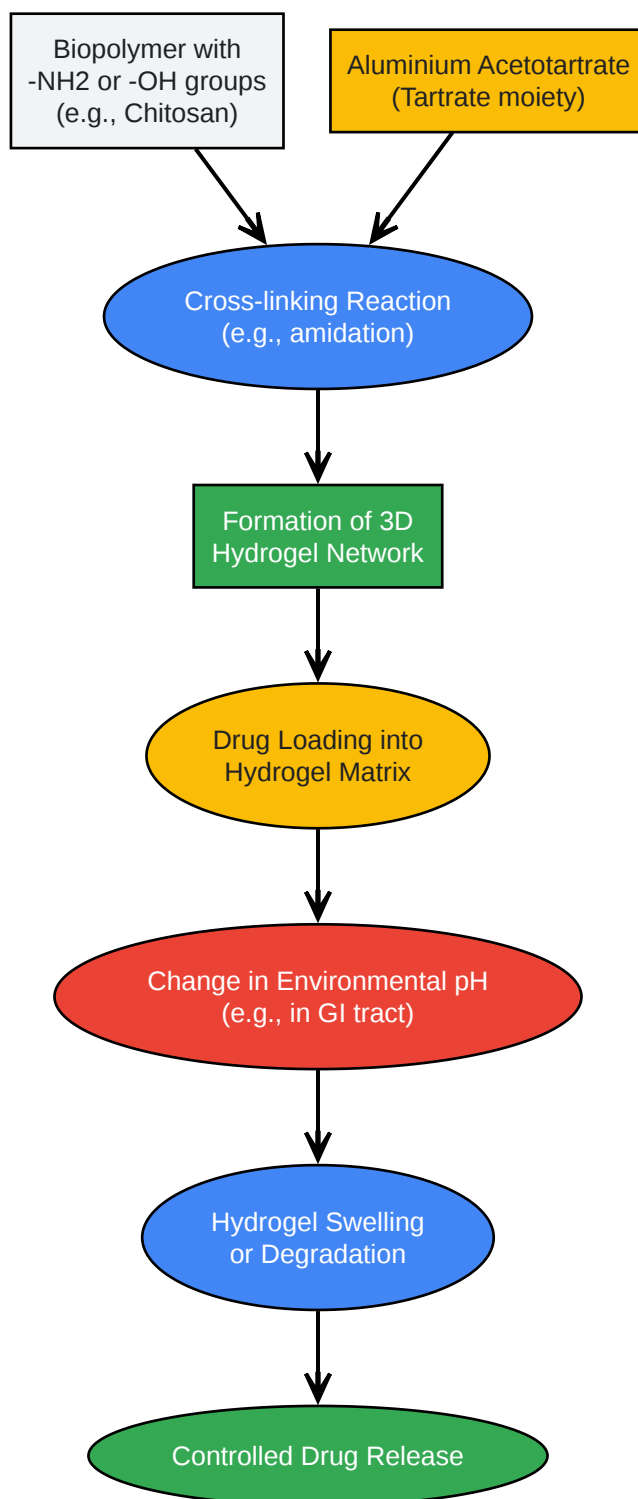 Biopolymer with
-NH2 or -OH groups
(e.g., Chitosan)
Aluminium Acetotartrate
(Tartrate moiety)
Cross-linking Reaction
(e.g., amidation)
Formation of 3D
Hydrogel Network
Drug Loading into
Hydrogel Matrix
Change in Environmental pH
(e.g., in GI tract)
Hydrogel Swelling
or Degradation
Controlled Drug Release